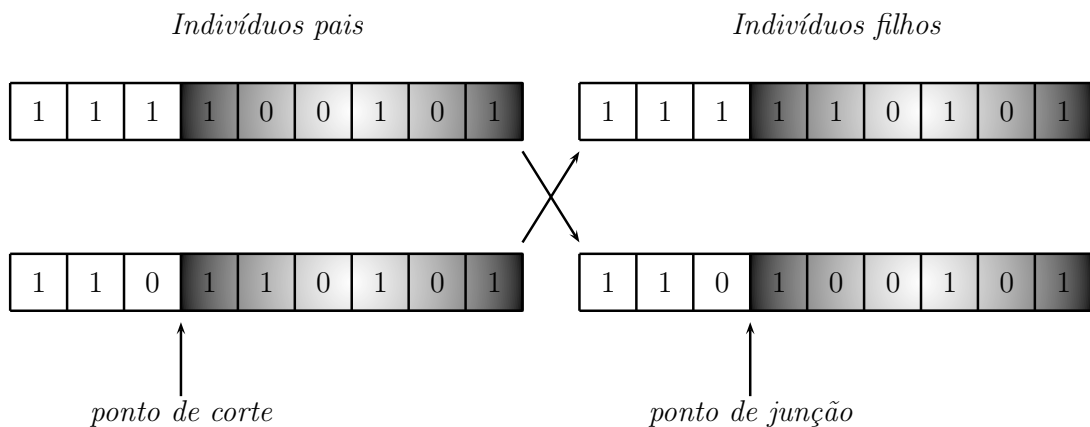 Indivíduos pais
Indivíduos filhos
1 1 1 1 0 0 1 0 1
1 1 1 1 1 0 1 0 1
1 1 0 1 1 0 1 0 1
1 1 0 1 0 0 1 0 1
ponto de corte
ponto de junção